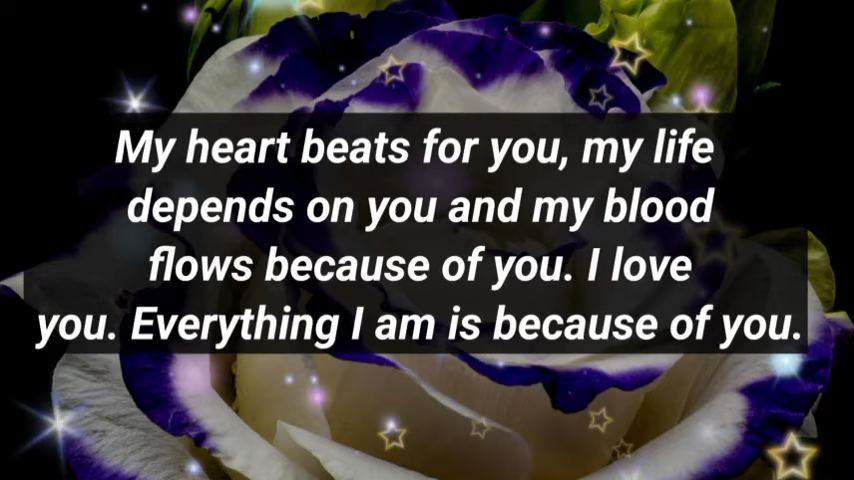 My heart beats for you, my life
depends on you and my blood
flows because of you. I love
you. Everything I am is because of you.